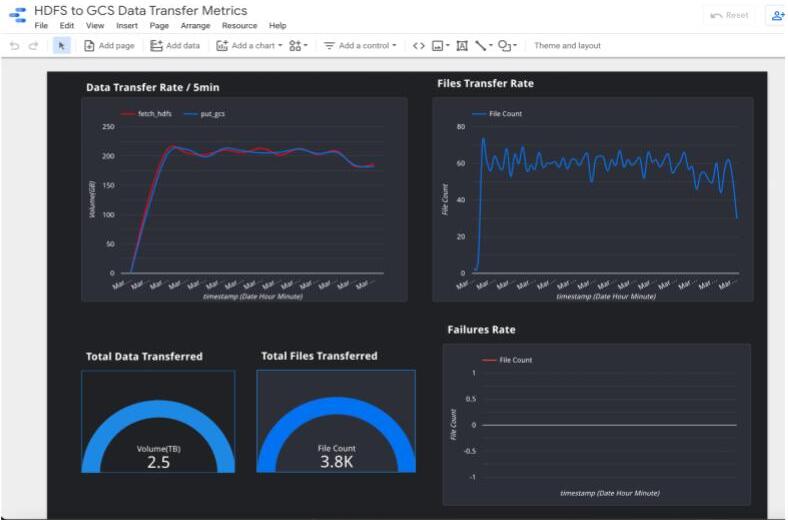 HDFS to GCS Data Transfer Metrics
File Edit View Insert Page Arrange Resource Help
Reset
Add page Add data Add a chart Add a control Theme and layout
Data Transfer Rate / 5min
fetch_hdfs put_gcs
250
200
150
100
50
0
Volume(GB)
Mar... Mar... Mar... Mar... Mar... Mar... Mar... Mar... Mar... Mar... Mar... Mar... Mar...
timestamp (Date Hour Minute)
Files Transfer Rate
File Count
80
60
40
20
0
File Count
Mar... Mar... Mar... Mar... Mar... Mar... Mar... Mar... Mar... Mar... Mar... Mar... Mar...
timestamp (Date Hour Minute)
Total Data Transferred
Volume(TB)
2.5
Total Files Transferred
File Count
3.8K
Failures Rate
File Count
1
0.5
0
-0.5
-1
File Count
timestamp (Date Hour Minute)